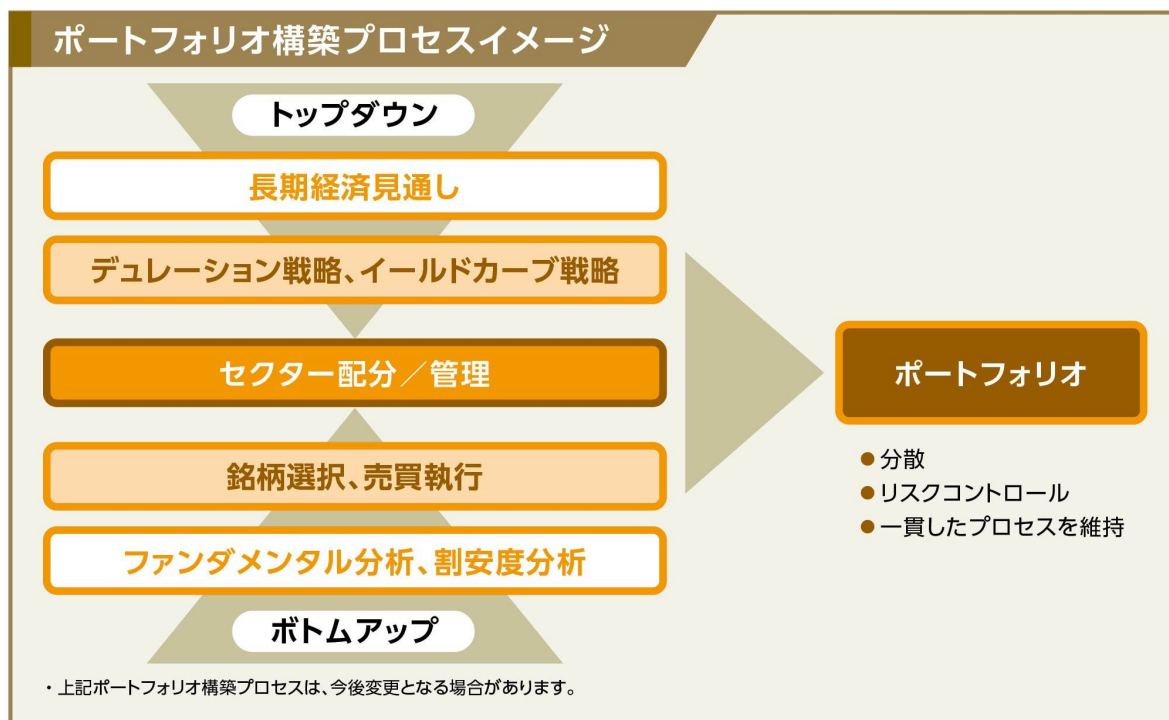 ポートフォリオ構築プロセスイメージ
トップダウン
長期経済見通し
デュレーション戦略、イールドカーブ戦略
セクター配分／管理
銘柄選択、売買執行
ファンダメンタル分析、割安度分析
ボトムアップ
ポートフォリオ
●分散
●リスクコントロール
●一貫したプロセスを維持
・上記ポートフォリオ構築プロセスは、今後変更となる場合があります。